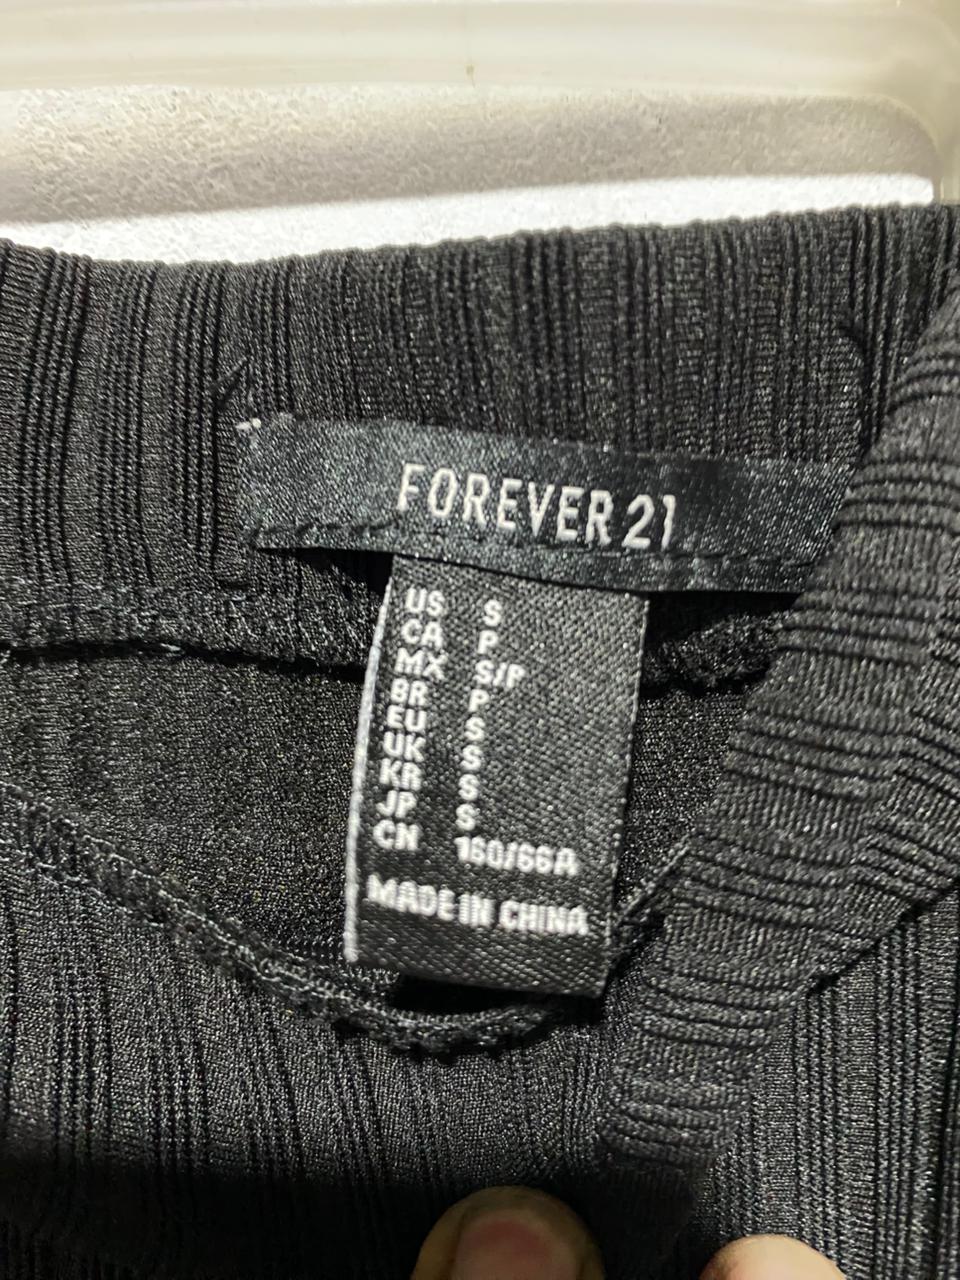 FOREVER 21
US S
CA P
MX S/P
BR P
EU S
UK S
KR S
JP S
CN 160/66A
MADE IN CHINA